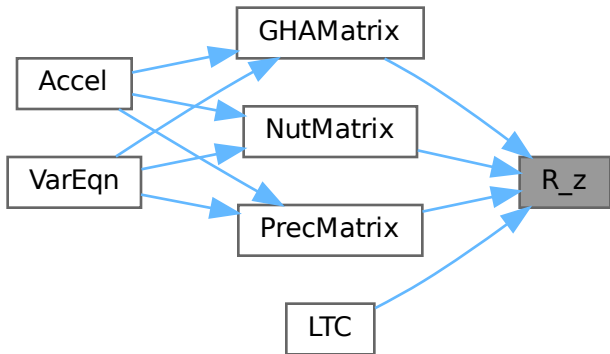 GHAMatrix
Accel
NutMatrix
VarEqn
R_z
PrecMatrix
LTC